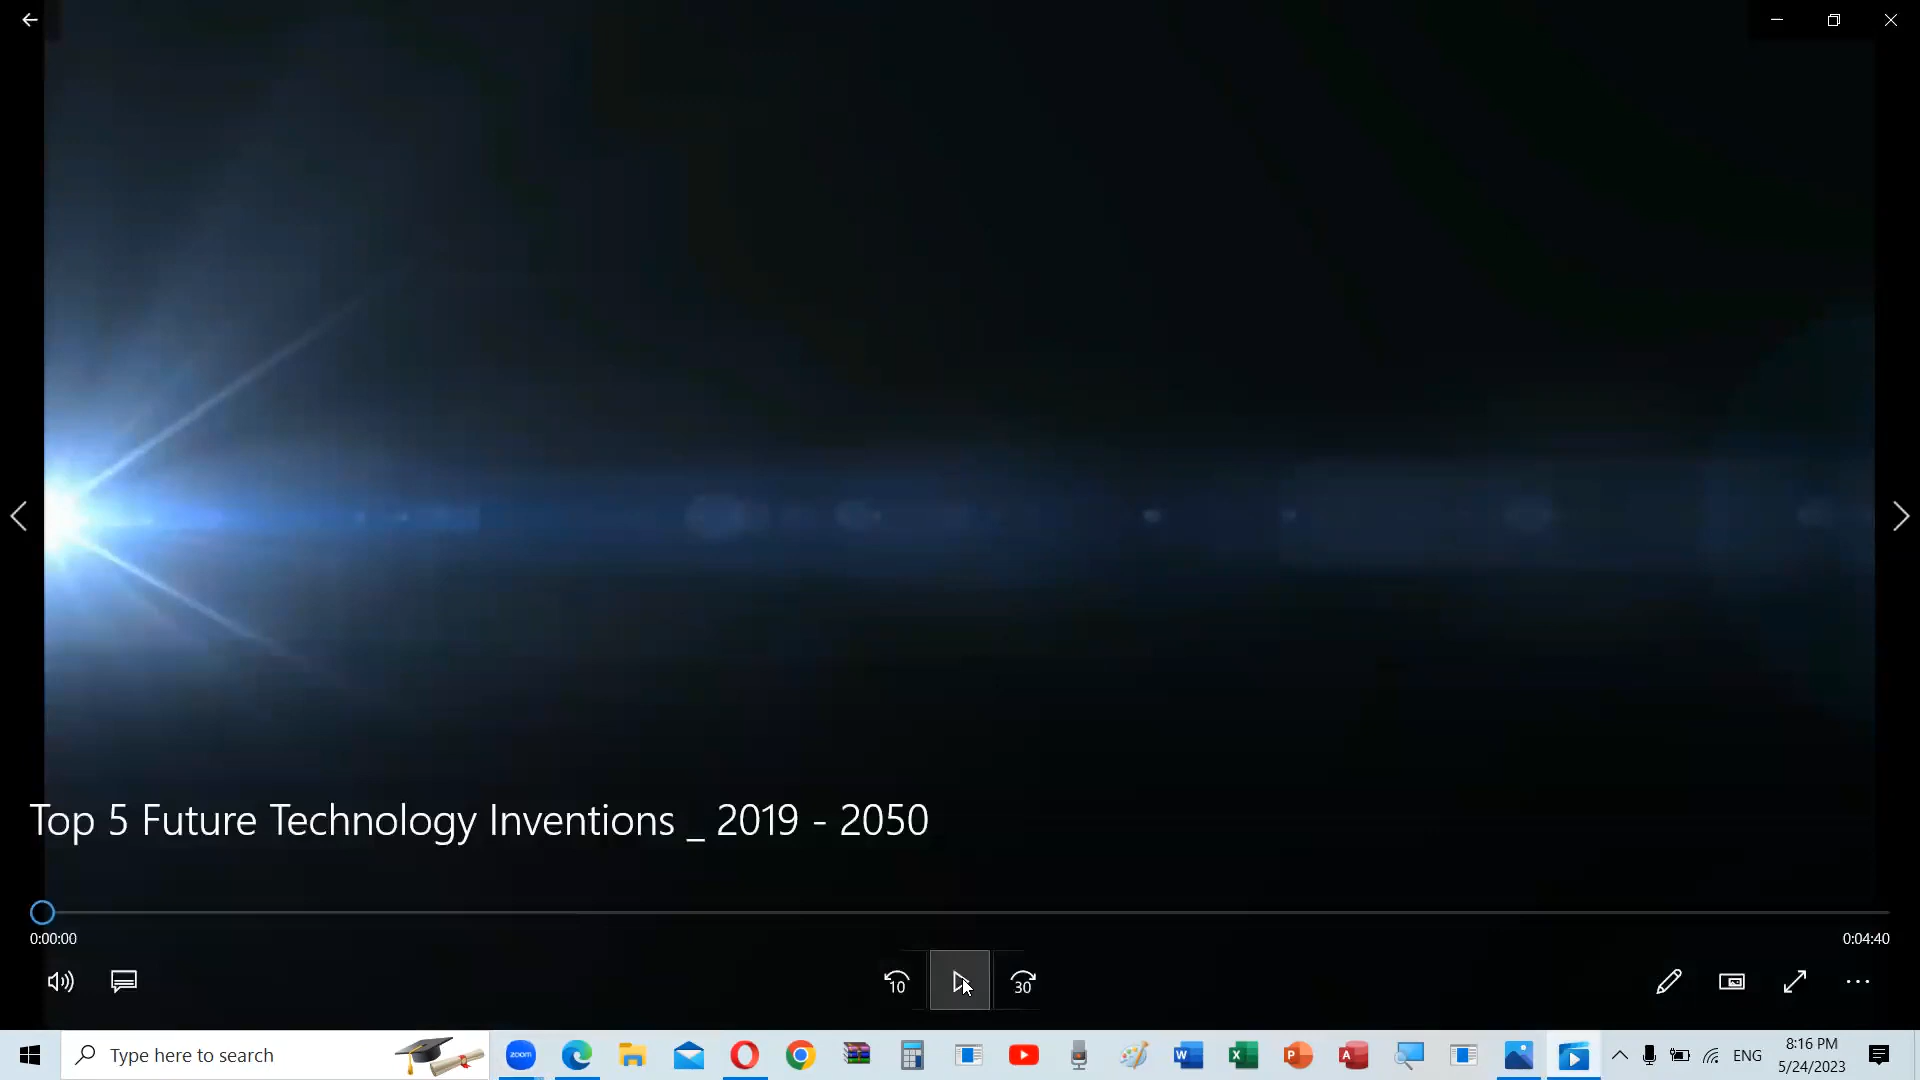 Top 5 Future Technology Inventions _ 2019 - 2050
0:00:00
0:04:40
10
30
Type here to search
zoom
ENG
8:16 PM
5/24/2023